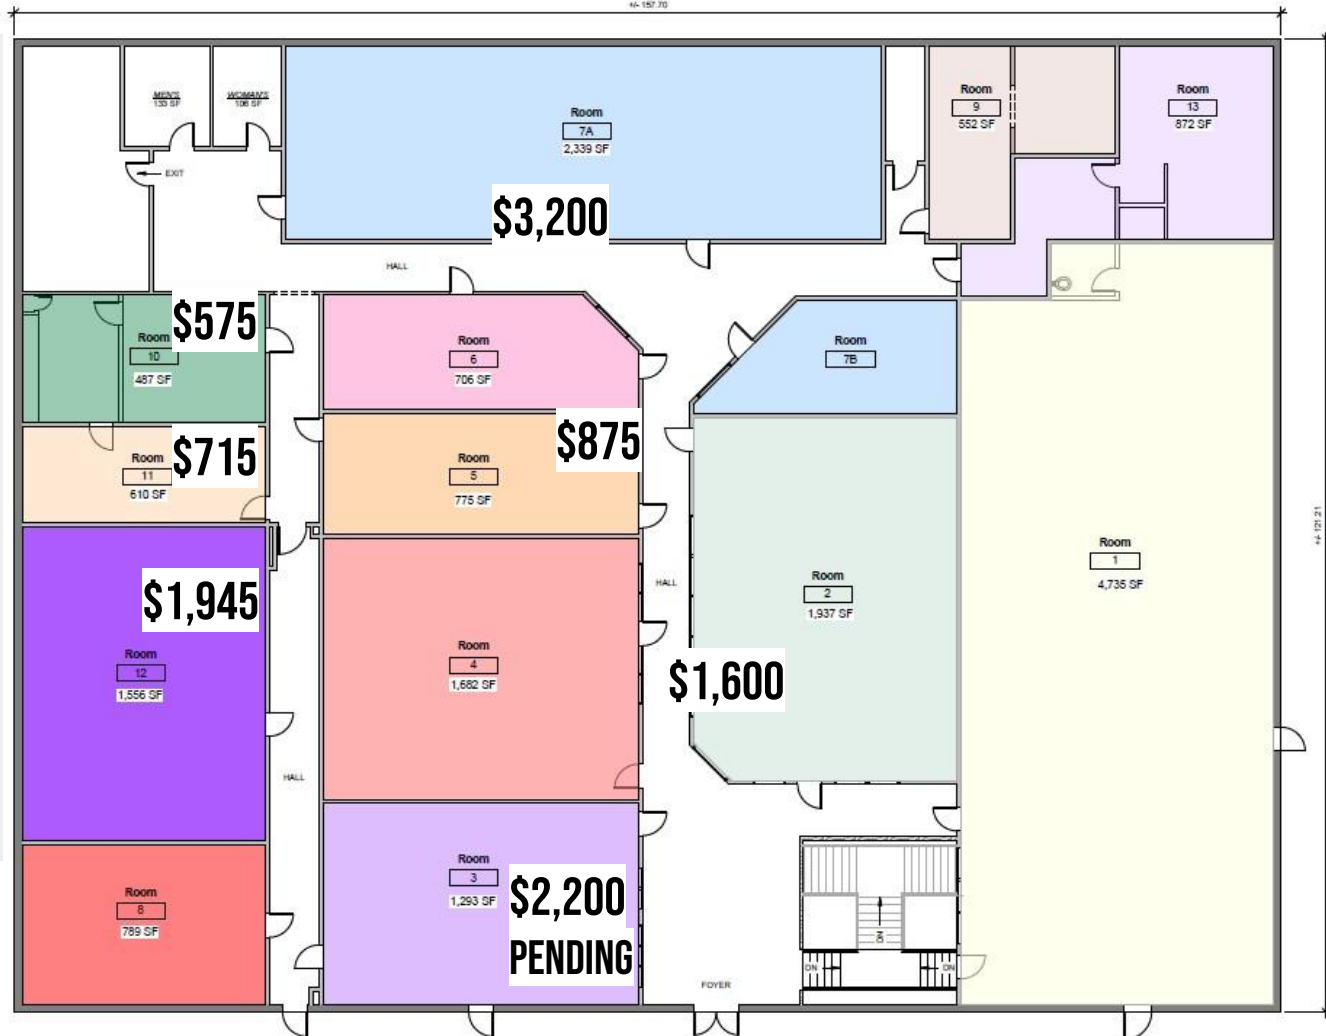 +/- 157.70
MEN'S
133 SF
WOMAN'S
106 SF
EXIT
Room
7A
2,339 SF
$3,200
Room
9
552 SF
Room
13
872 SF
HALL
$575
Room
10
487 SF
Room
6
706 SF
Room
7B
$715
Room
11
610 SF
$875
Room
5
775 SF
+/- 121.21
$1,945
Room
12
1,556 SF
Room
4
1,682 SF
HALL
Room
2
1,937 SF
$1,600
Room
1
4,735 SF
HALL
Room
8
789 SF
Room
3
1,293 SF
$2,200
PENDING
FOYER
DN
DN